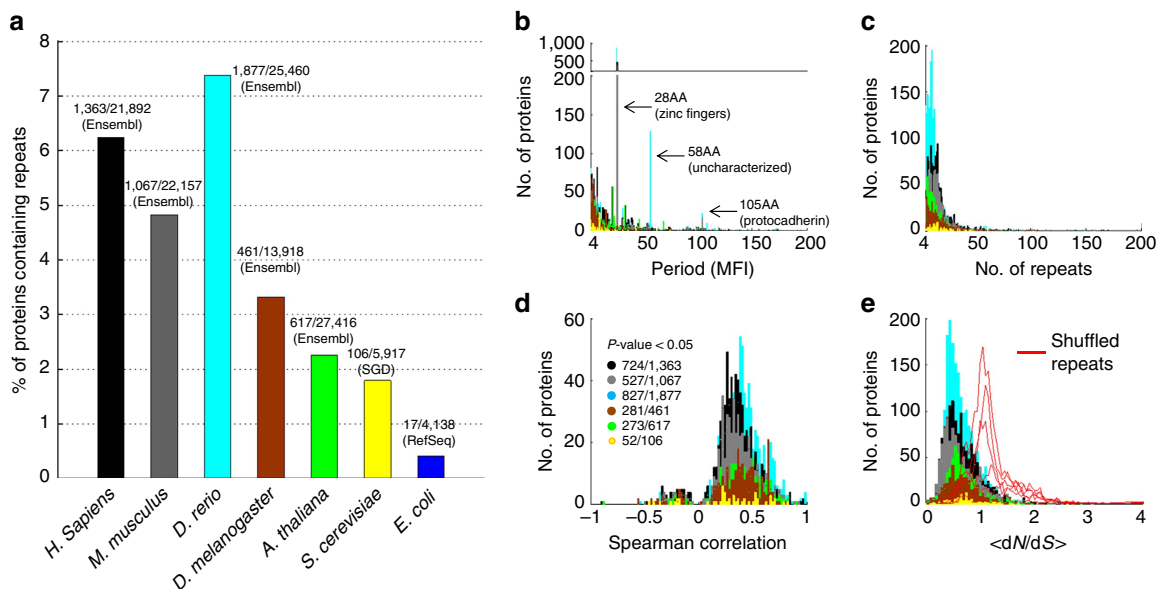 a
% of proteins containing repeats
8
7
6
5
4
3
2
1
0
1,363/21,892
(Ensembl)
1,067/22,157
(Ensembl)
1,877/25,460
(Ensembl)
461/13,918
(Ensembl)
617/27,416
(Ensembl)
106/5,917
(SGD)
17/4,138
(RefSeq)
H. Sapiens
M. musculus
D. rerio
D. melanogaster
A. thaliana
S. cerevisiae
E. coli
b
No. of proteins
1,000
500
200
150
100
50
0
28AA
(zinc fingers)
58AA
(uncharacterized)
105AA
(protocadherin)
4 50 100 150 200
Period (MFI)
c
No. of proteins
200
150
100
50
0
4 50 100 150 200
No. of repeats
d
No. of proteins
60
40
20
0
P-value < 0.05
724/1,363
527/1,067
827/1,877
281/461
273/617
52/106
−1 −0.5 0 0.5 1
Spearman correlation
e
No. of proteins
200
150
100
50
0
Shuffled
repeats
0 1 2 3 4
<dN/dS>